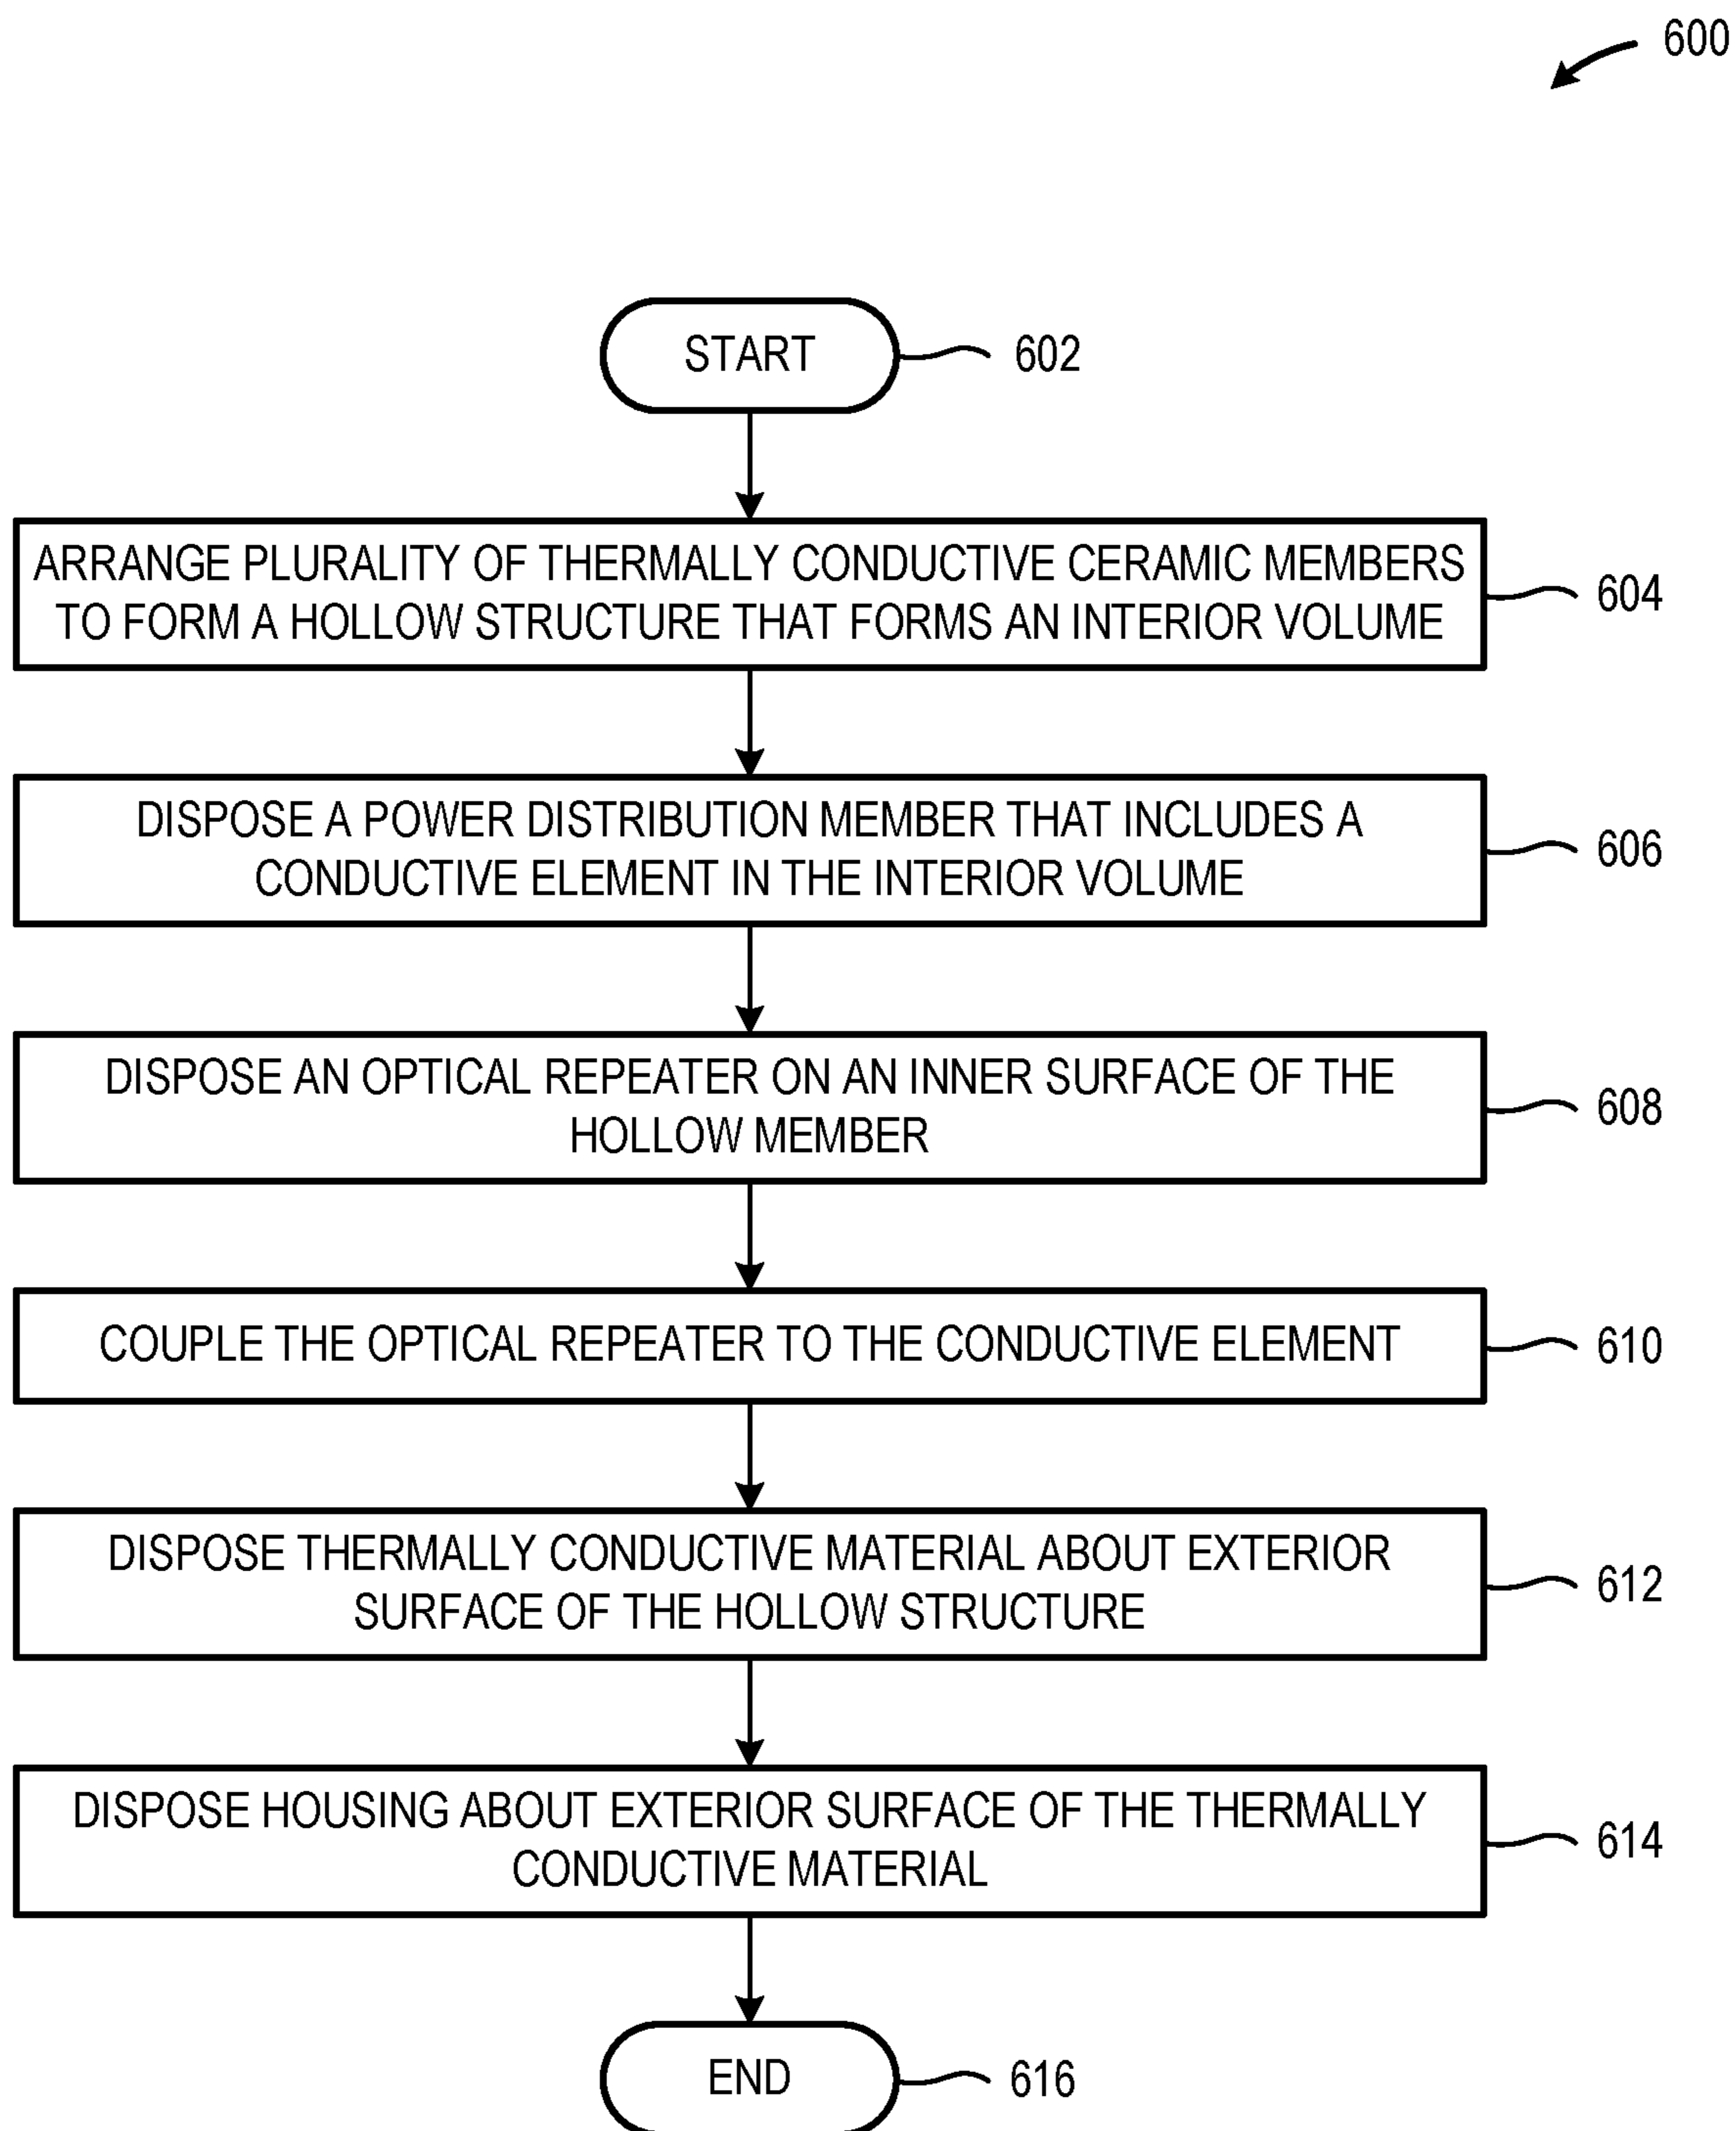 600
START
602
ARRANGE PLURALITY OF THERMALLY CONDUCTIVE CERAMIC MEMBERS
TO FORM A HOLLOW STRUCTURE THAT FORMS AN INTERIOR VOLUME
604
DISPOSE A POWER DISTRIBUTION MEMBER THAT INCLUDES A
CONDUCTIVE ELEMENT IN THE INTERIOR VOLUME
606
DISPOSE AN OPTICAL REPEATER ON AN INNER SURFACE OF THE
HOLLOW MEMBER
608
COUPLE THE OPTICAL REPEATER TO THE CONDUCTIVE ELEMENT
610
DISPOSE THERMALLY CONDUCTIVE MATERIAL ABOUT EXTERIOR
SURFACE OF THE HOLLOW STRUCTURE
612
DISPOSE HOUSING ABOUT EXTERIOR SURFACE OF THE THERMALLY
CONDUCTIVE MATERIAL
614
END
616